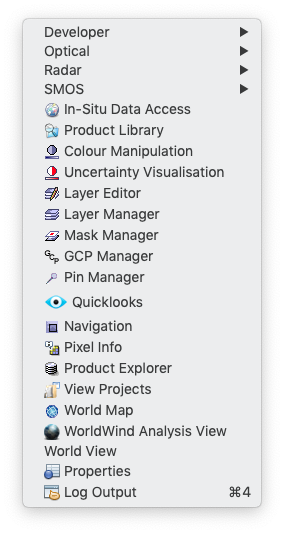 Developer
Optical
Radar
SMOS
In-Situ Data Access
Product Library
Colour Manipulation
Uncertainty Visualisation
Layer Editor
Layer Manager
Mask Manager
GCP GCP Manager
Pin Manager
Quicklooks
Navigation
Pixel Info
Product Explorer
View Projects
World Map
WorldWind Analysis View
World View
Properties
Log Output ⌘4